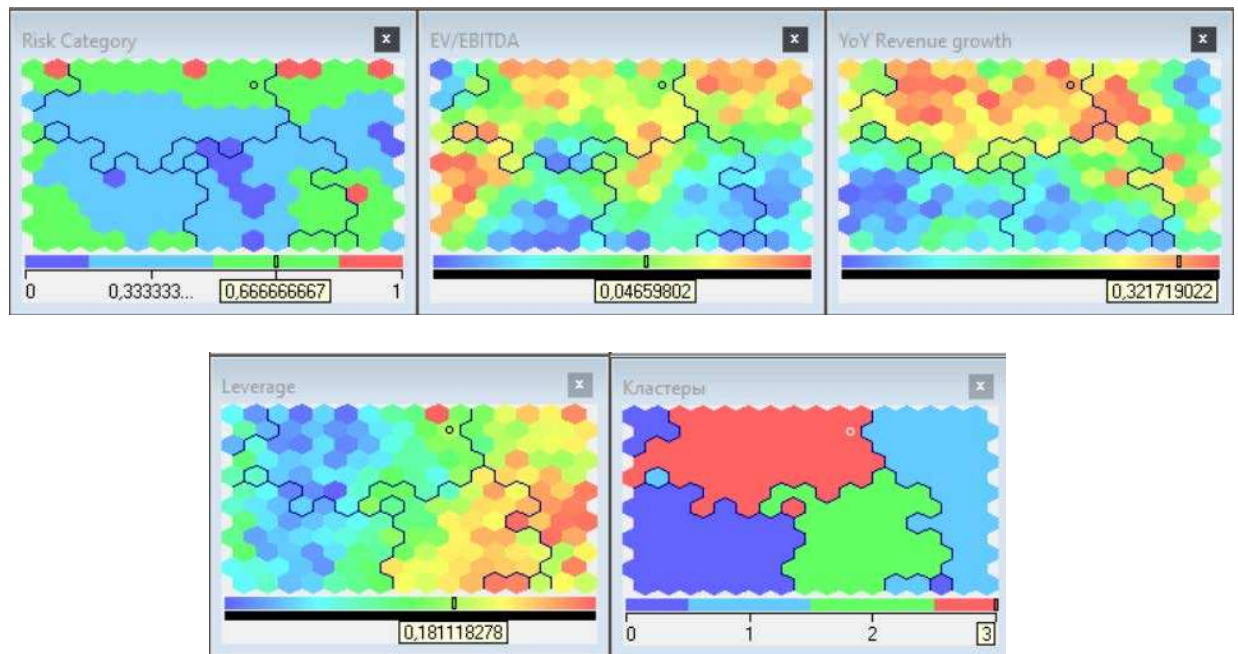 Risk Category x
EV/EBITDA x
YoY Revenue growth x
0 0,333333... 0,666666667 1
0,04659802
0,321719022
Leverage x
Кластеры x
0,181118278
0 1 2 3